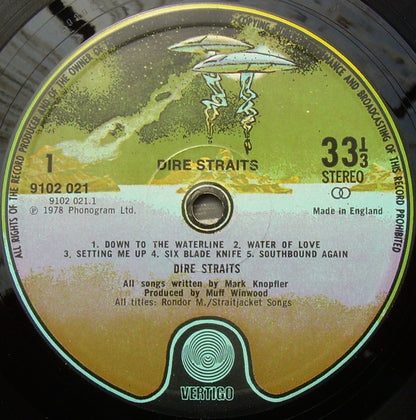 ALL RIGHTS OF THE RECORD PRODUCER AND OF THE OWNER OF
COPYING
ANCE AND BROADCASTING OF THIS RECORD PROHIBITED
1
DIRE STRAITS
33 1/3
9102 021
STEREO
9102 021.1
℗ 1978 Phonogram Ltd.
Made in England
1. DOWN TO THE WATERLINE 2. WATER OF LOVE
3. SETTING ME UP 4. SIX BLADE KNIFE 5. SOUTHBOUND AGAIN
DIRE STRAITS
All songs written by Mark Knopfler
Produced by Muff Winwood
All titles: Rondor M./Straitjacket Songs
VERTIGO